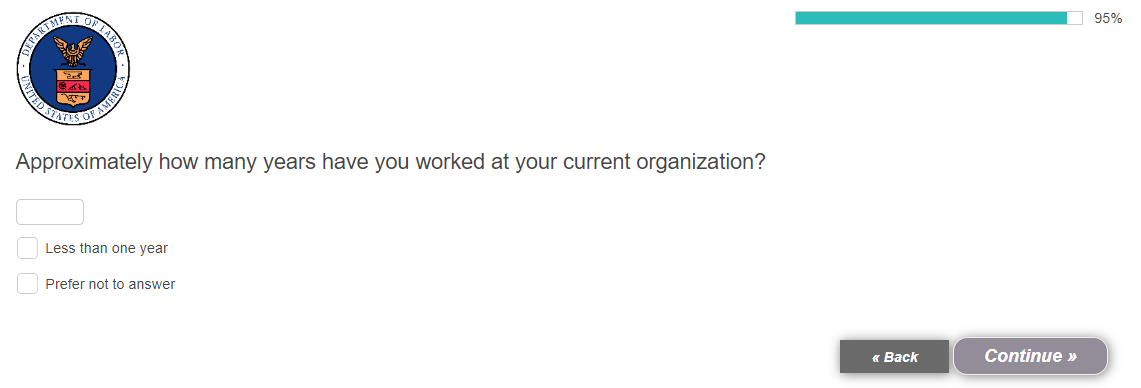 DEPARTMENT OF LABOR
UNITED STATES OF AMERICA
95%
Approximately how many years have you worked at your current organization?
Less than one year
Prefer not to answer
« Back
Continue »